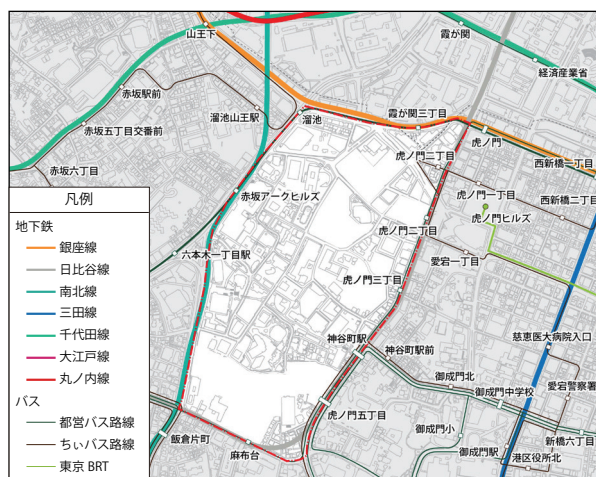 山王下
霞が関
経済産業省
赤坂駅前
溜池山王駅
溜池
霞が関三丁目
赤坂五丁目交番前
虎ノ門
虎ノ門二丁目
西新橋一丁目
赤坂六丁目
赤坂アークヒルズ
虎ノ門一丁目
西新橋二丁目
虎ノ門ヒルズ
虎ノ門二丁目
六本木一丁目駅
愛宕一丁目
虎ノ門三丁目
神谷町駅
神谷町駅前
慈恵医大病院入口
御成門北
御成門中学校
愛宕警察署
虎ノ門五丁目
御成門小
新橋六丁目
飯倉片町
麻布台
御成門駅
港区役所北
凡例
地下鉄
銀座線
日比谷線
南北線
三田線
千代田線
大江戸線
丸ノ内線
バス
都営バス路線
ちぃバス路線
東京 BRT